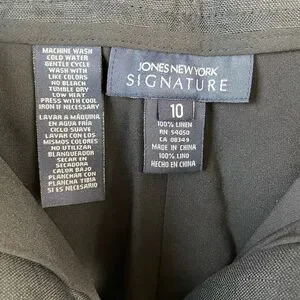 MACHINE WASH
COLD WATER
GENTLE CYCLE
WASH WITH
LIKE COLORS
NO BLEACH
TUMBLE DRY
LOW HEAT
PRESS WITH COOL
IRON IF NECESSARY
LAVAR A MÁQUINA
EN AGUA FRÍA
CICLO SUAVE
LAVAR CON LOS
MISMOS COLORES
NO UTILIZAR
BLANQUEADOR
SECAR EN
SECADORA
CALOR BAJO
PLANCHAR CON
PLANCHA TIBIA
SI ES NECESARIO
JONES NEW YORK
SIGNATURE
10
100% LINEN
RN 54050
CA 08149
MADE IN CHINA
100% LINO
HECHO EN CHINA